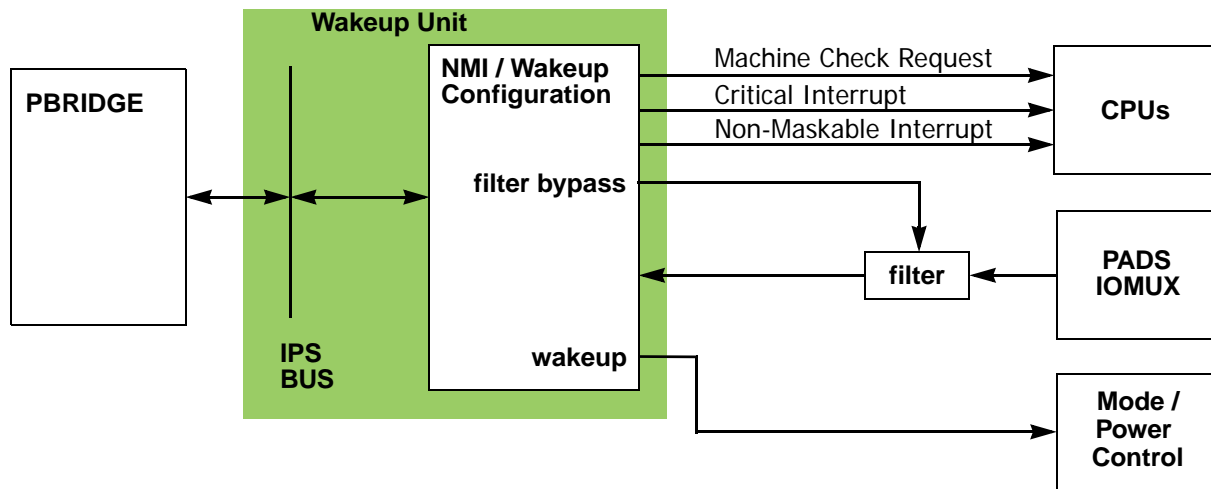 Wakeup Unit
PBRIDGE
NMI / Wakeup
Configuration
Machine Check Request
Critical Interrupt
Non-Maskable Interrupt
CPUs
filter bypass
filter
PADS
IOMUX
IPS
BUS
wakeup
Mode /
Power
Control